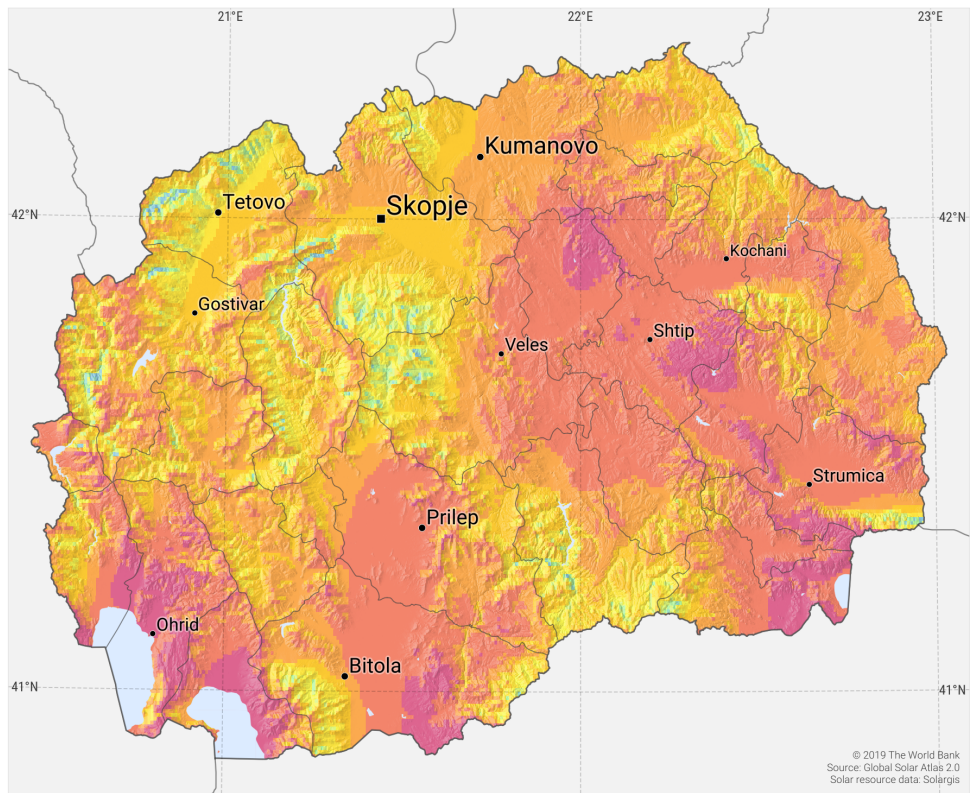 21°E 22°E 23°E
Kumanovo
Tetovo
Skopje
42°N 42°N
Kochani
Gostivar
Shtip
Veles
Strumica
Prilep
Ohrid
Bitola
41°N 41°N
© 2019 The World Bank
Source: Global Solar Atlas 2.0
Solar resource data: Solargis